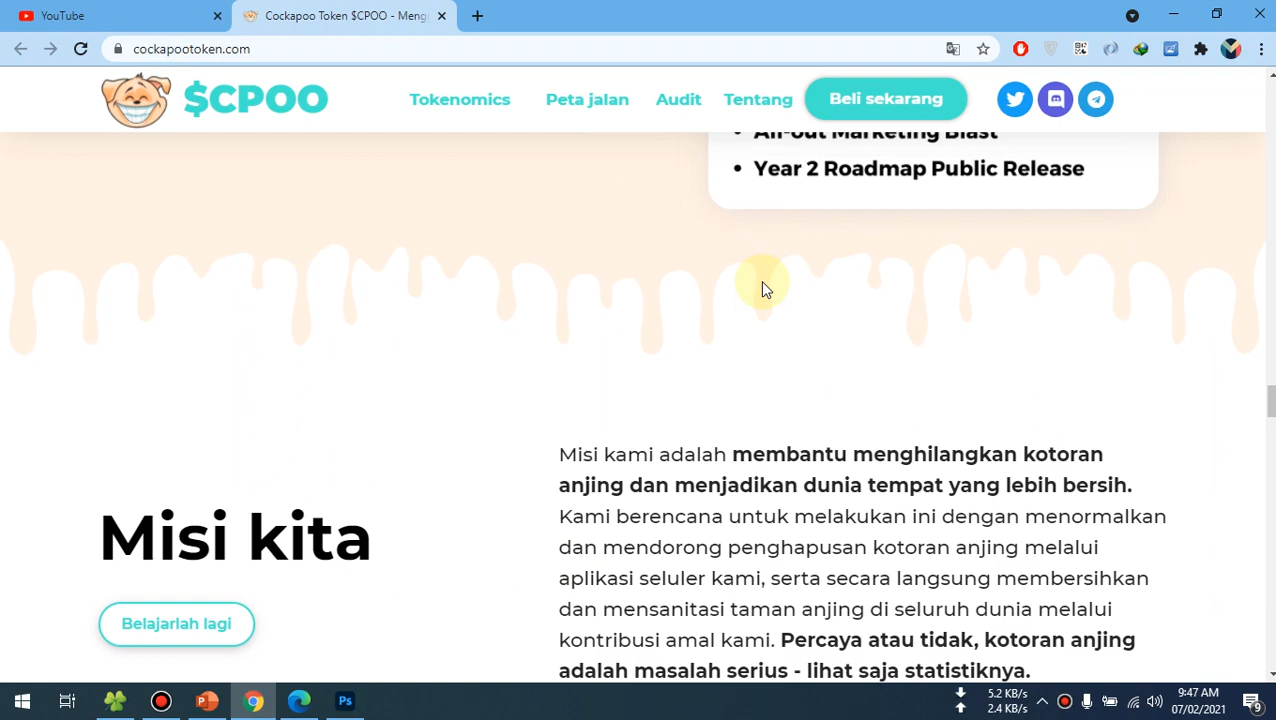 YouTube
Cockapoo Token $CPOO - Meng
cockapootoken.com
$CPOO
Tokenomics
Peta jalan
Audit
Tentang
Beli sekarang
All-out Marketing Blast
Year 2 Roadmap Public Release
Misi kita
Belajarlah lagi
Misi kami adalah membantu menghilangkan kotoran
anjing dan menjadikan dunia tempat yang lebih bersih.
Kami berencana untuk melakukan ini dengan menormalkan
dan mendorong penghapusan kotoran anjing melalui
aplikasi seluler kami, serta secara langsung membersihkan
dan mensanitasi taman anjing di seluruh dunia melalui
kontribusi amal kami. Percaya atau tidak, kotoran anjing
adalah masalah serius - lihat saja statistiknya.
Ps
5.2 KB/s
2.4 KB/s
9:47 AM
07/02/2021
9